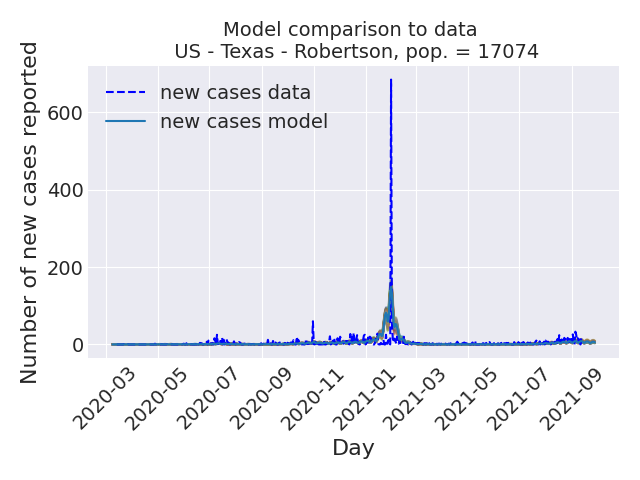 Model comparison to data
US - Texas - Robertson, pop. = 17074
Number of new cases reported
600
400
200
0
new cases data
new cases model
2020-03
2020-05
2020-07
2020-09
2020-11
2021-01
2021-03
2021-05
2021-07
2021-09
Day